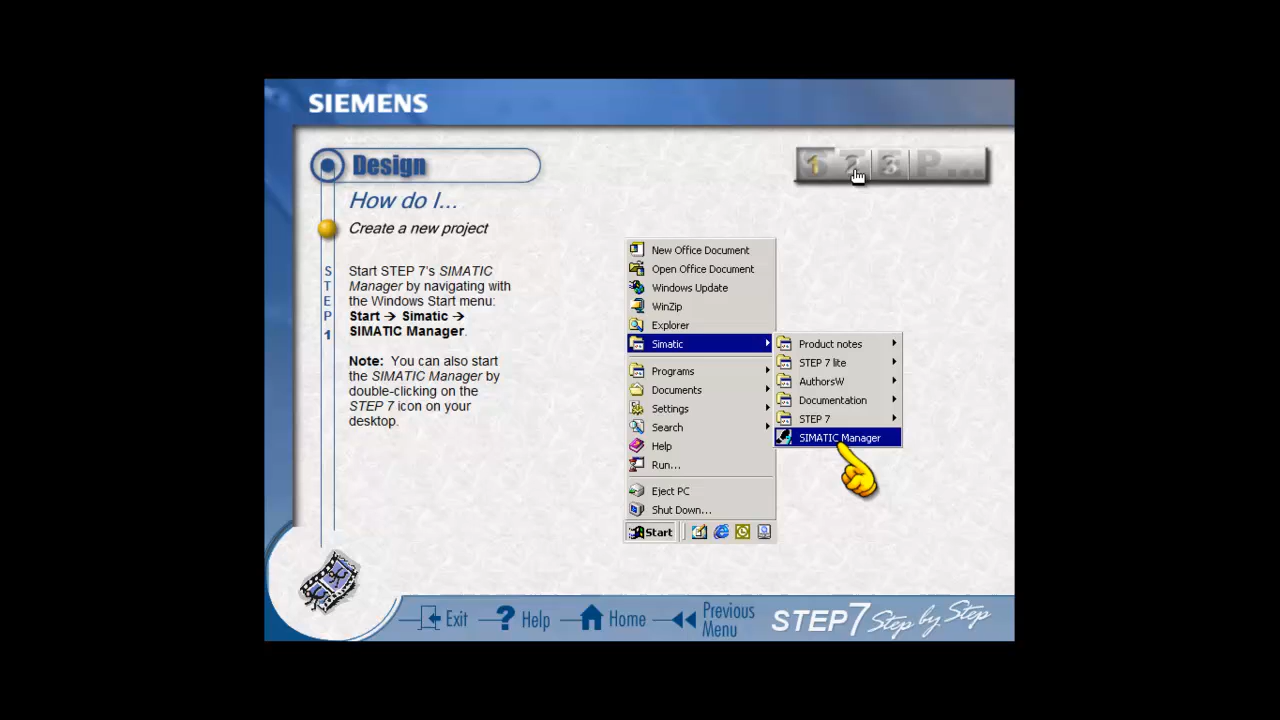 SIEMENS
Design
1 2 3 P...
How do I...
Create a new project
STEP 1
Start STEP 7's SIMATIC
Manager by navigating with
the Windows Start menu:
Start → Simatic →
SIMATIC Manager.
Note: You can also start
the SIMATIC Manager by
double-clicking on the
STEP 7 icon on your
desktop.
New Office Document
Open Office Document
Windows Update
WinZip
Explorer
Simatic
Programs
Documents
Settings
Search
Help
Run...
Eject PC
Shut Down...
Start
Product notes
STEP 7 lite
AuthorsW
Documentation
STEP 7
SIMATIC Manager
Exit
? Help
Home
Previous
Menu
STEP7 Step by Step